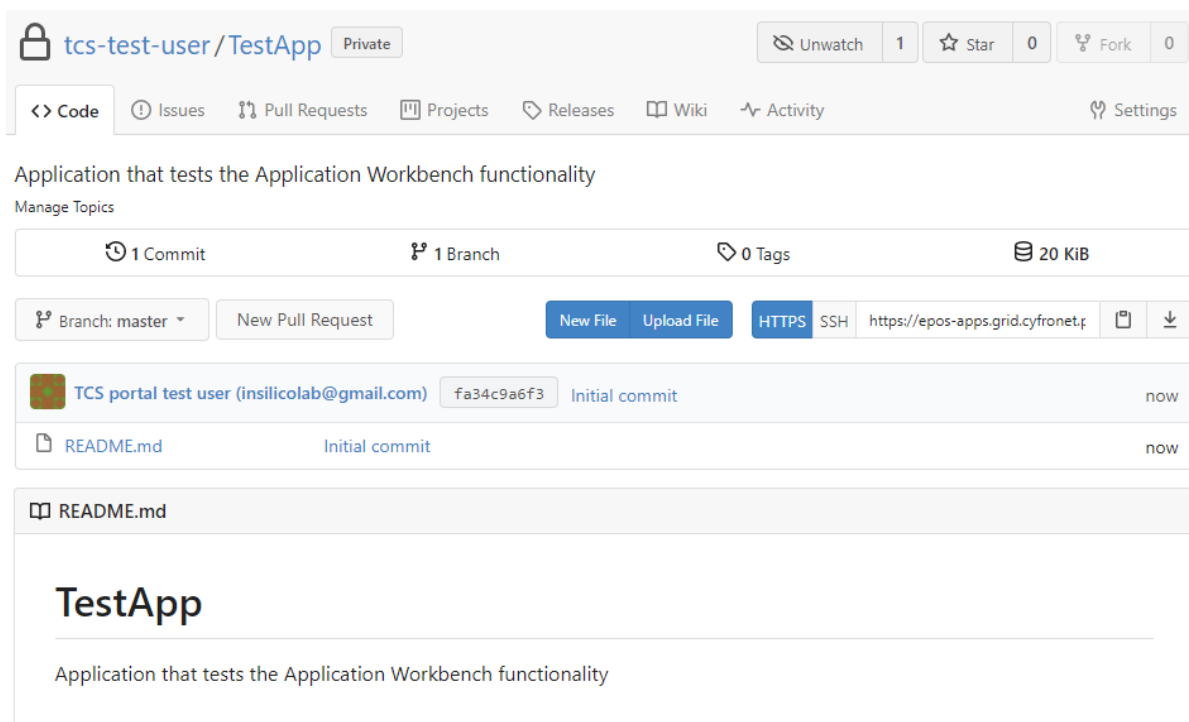 tcs-test-user/TestApp Private Unwatch 1 Star 0 Fork 0
Code Issues Pull Requests Projects Releases Wiki Activity Settings
Application that tests the Application Workbench functionality
Manage Topics
1 Commit 1 Branch 0 Tags 20 KiB
Branch: master New Pull Request New File Upload File HTTPS SSH https://epos-apps.grid.cyfronet.p
TCS portal test user (insilicolab@gmail.com) fa34c9a6f3 Initial commit now
README.md Initial commit now
README.md
TestApp
Application that tests the Application Workbench functionality